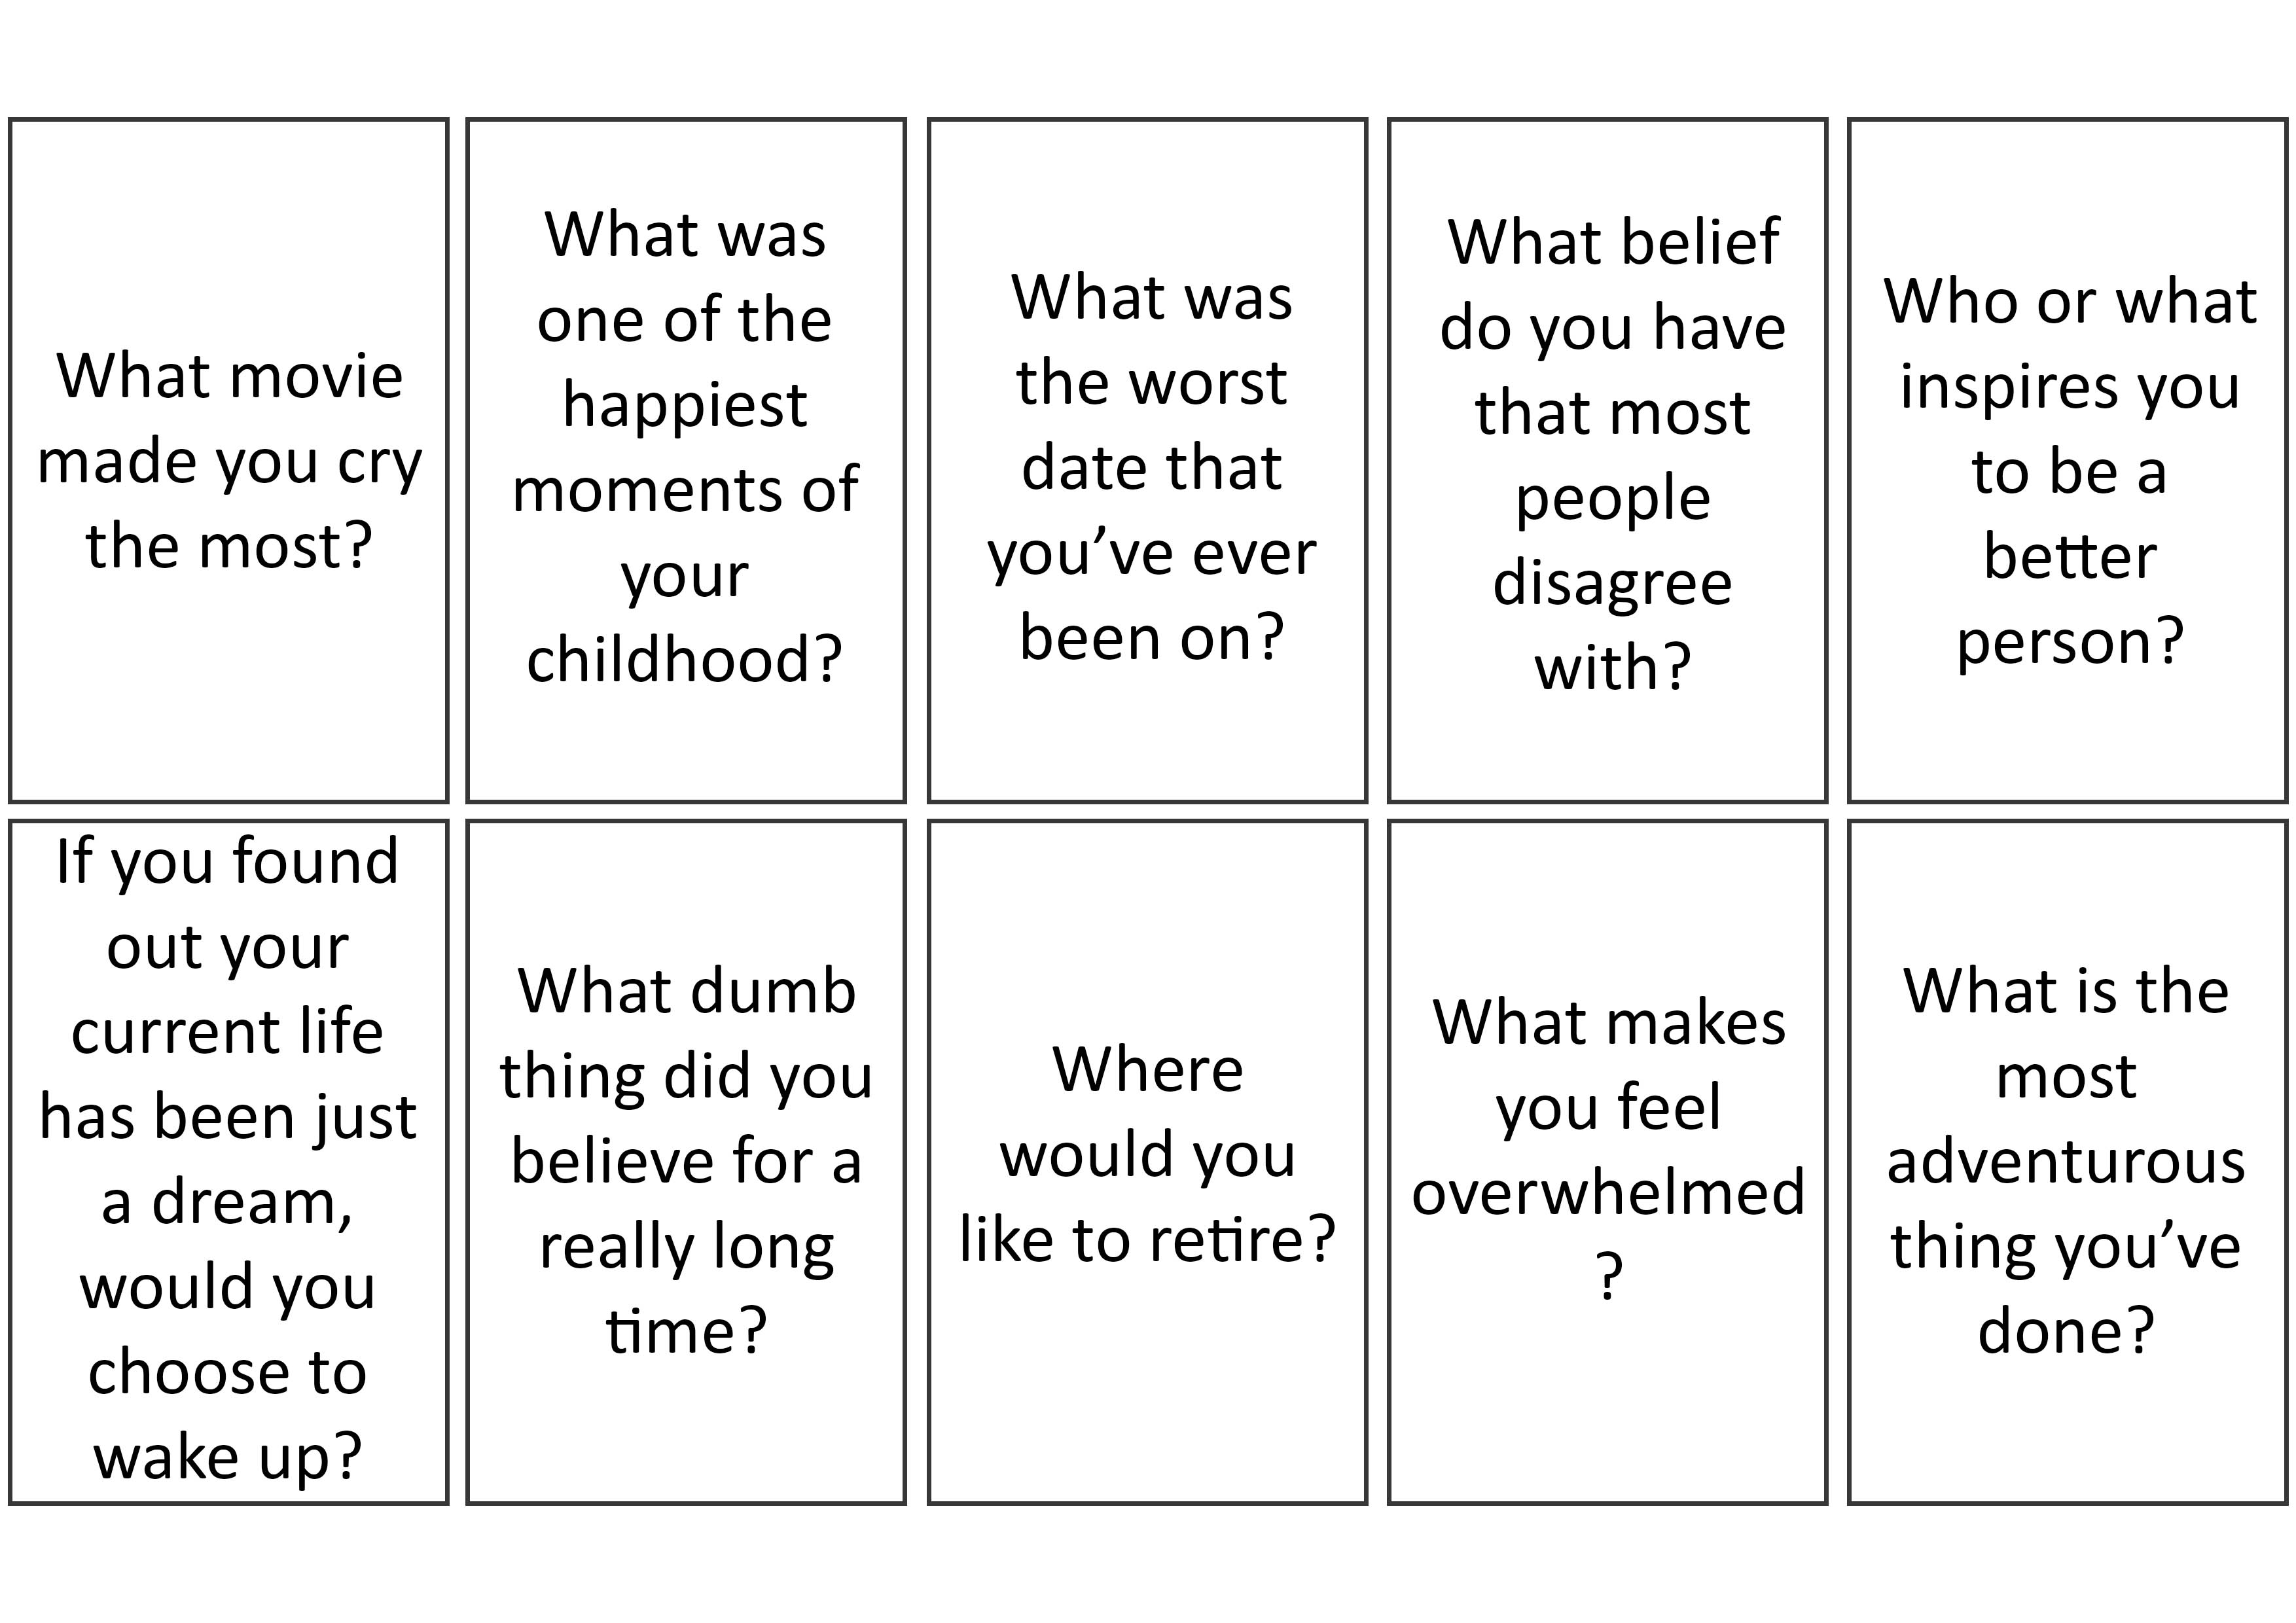 What movie
made you cry
the most?
What was
one of the
happiest
moments of
your
childhood?
What was
the worst
date that
you’ve ever
been on?
What belief
do you have
that most
people
disagree
with?
Who or what
inspires you
to be a
better
person?
If you found
out your
current life
has been just
a dream,
would you
choose to
wake up?
What dumb
thing did you
believe for a
really long
time?
Where
would you
like to retire?
What makes
you feel
overwhelmed
?
What is the
most
adventurous
thing you’ve
done?